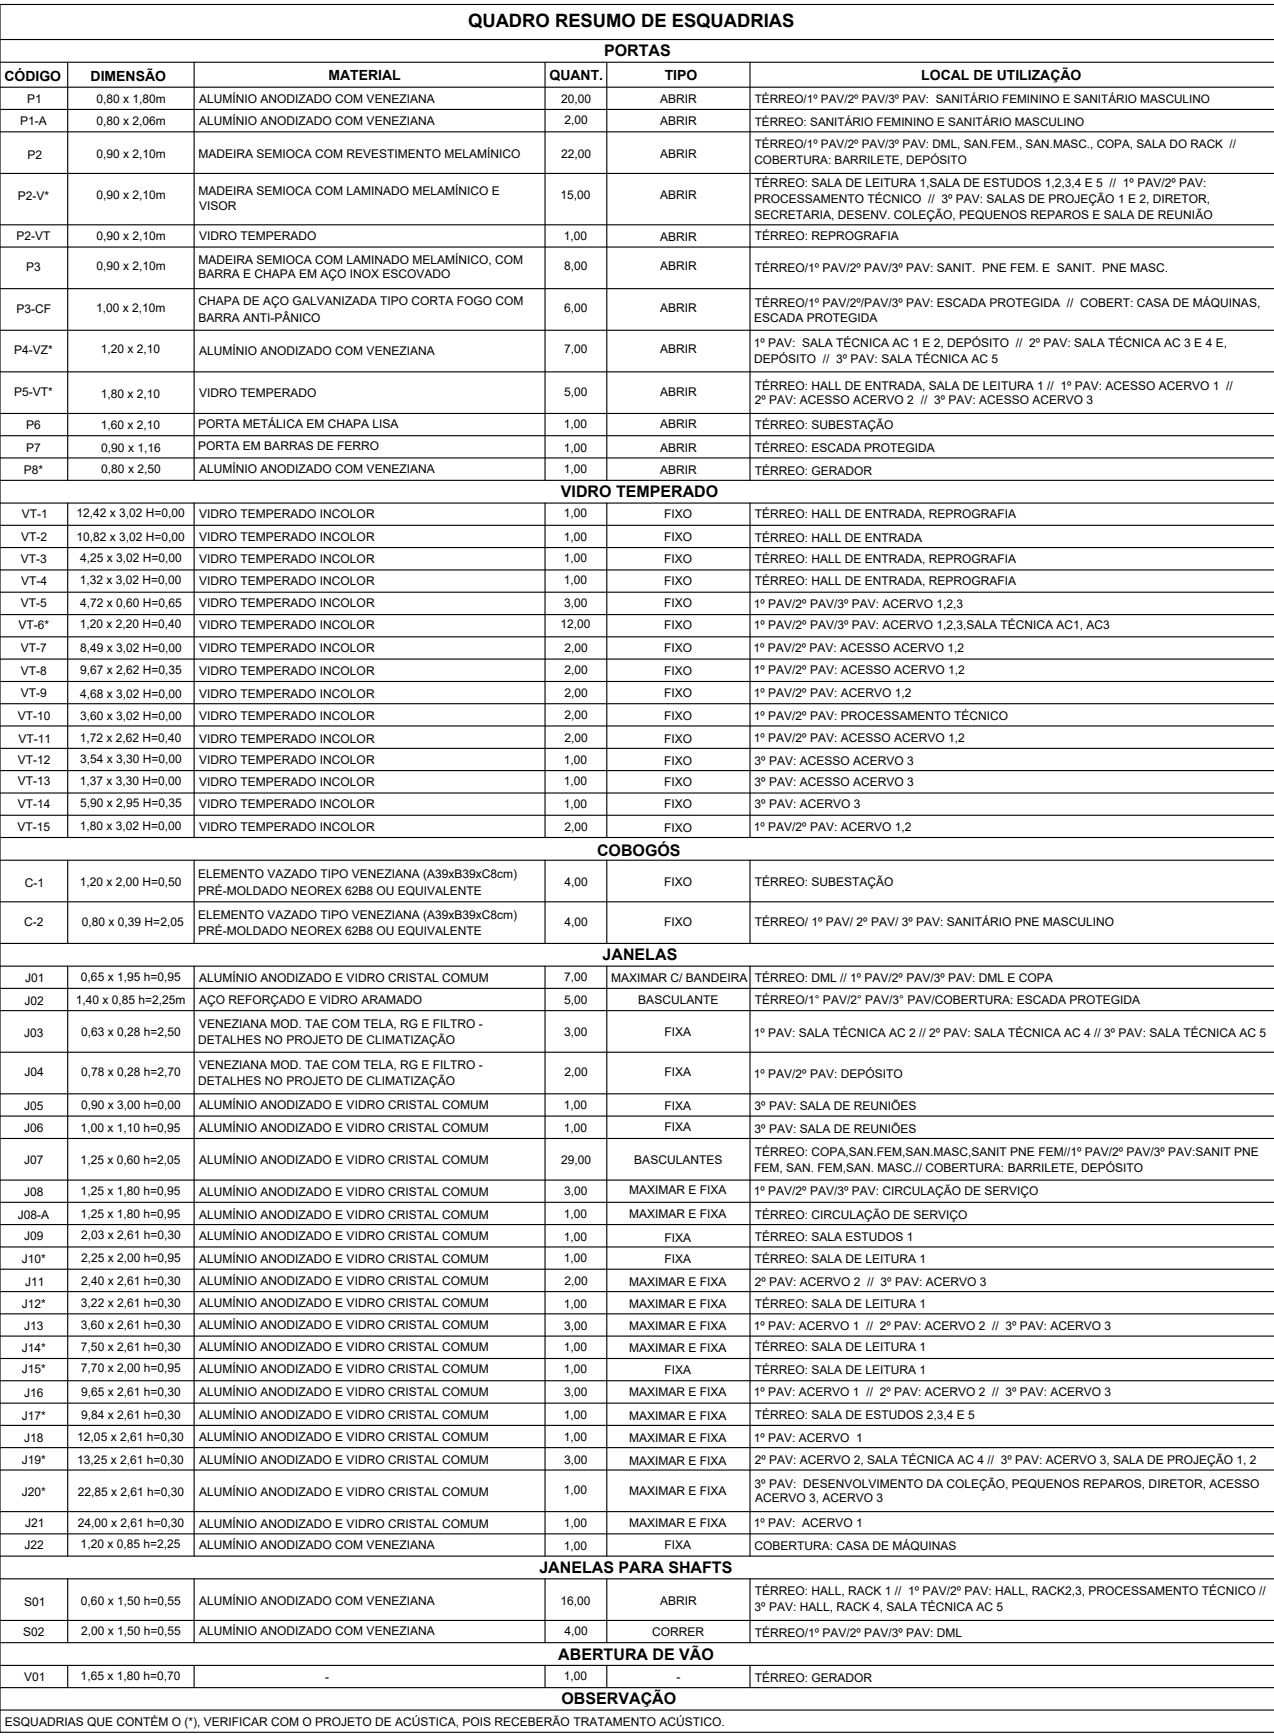 QUADRO RESUMO DE ESQUADRIAS
PORTAS
CÓDIGO DIMENSÃO MATERIAL QUANT. TIPO LOCAL DE UTILIZAÇÃO
P1 0,80 x 1,80m ALUMÍNIO ANODIZADO COM VENEZIANA 20,00 ABRIR TÉRREO/1º PAV/2º PAV/3º PAV: SANITÁRIO FEMININO E SANITÁRIO MASCULINO
P1-A 0,80 x 2,06m ALUMÍNIO ANODIZADO COM VENEZIANA 2,00 ABRIR TÉRREO: SANITÁRIO FEMININO E SANITÁRIO MASCULINO
P2 0,90 x 2,10m MADEIRA SEMIOCA COM REVESTIMENTO MELAMÍNICO 22,00 ABRIR TÉRREO/1º PAV/2º PAV/3º PAV: DML, SAN.FEM., SAN.MASC., COPA, SALA DO RACK //
COBERTURA: BARRILETE, DEPÓSITO
P2-V* 0,90 x 2,10m MADEIRA SEMIOCA COM LAMINADO MELAMÍNICO E
VISOR 15,00 ABRIR TÉRREO: SALA DE LEITURA 1,SALA DE ESTUDOS 1,2,3,4 E 5 // 1º PAV/2º PAV:
PROCESSAMENTO TÉCNICO // 3º PAV: SALAS DE PROJEÇÃO 1 E 2, DIRETOR,
SECRETARIA, DESENV. COLEÇÃO, PEQUENOS REPAROS E SALA DE REUNIÃO
P2-VT 0,90 x 2,10m VIDRO TEMPERADO 1,00 ABRIR TÉRREO: REPROGRAFIA
P3 0,90 x 2,10m MADEIRA SEMIOCA COM LAMINADO MELAMÍNICO, COM
BARRA E CHAPA EM AÇO INOX ESCOVADO 8,00 ABRIR TÉRREO/1º PAV/2º PAV/3º PAV: SANIT. PNE FEM. E SANIT. PNE MASC.
P3-CF 1,00 x 2,10m CHAPA DE AÇO GALVANIZADA TIPO CORTA FOGO COM
BARRA ANTI-PÂNICO 6,00 ABRIR TÉRREO/1º PAV/2º/PAV/3º PAV: ESCADA PROTEGIDA // COBERT: CASA DE MÁQUINAS,
ESCADA PROTEGIDA
P4-VZ* 1,20 x 2,10 ALUMÍNIO ANODIZADO COM VENEZIANA 7,00 ABRIR 1º PAV: SALA TÉCNICA AC 1 E 2, DEPÓSITO // 2º PAV: SALA TÉCNICA AC 3 E 4 E,
DEPÓSITO // 3º PAV: SALA TÉCNICA AC 5
P5-VT* 1,80 x 2,10 VIDRO TEMPERADO 5,00 ABRIR TÉRREO: HALL DE ENTRADA, SALA DE LEITURA 1 // 1º PAV: ACESSO ACERVO 1 //
2º PAV: ACESSO ACERVO 2 // 3º PAV: ACESSO ACERVO 3
P6 1,60 x 2,10 PORTA METÁLICA EM CHAPA LISA 1,00 ABRIR TÉRREO: SUBESTAÇÃO
P7 0,90 x 1,16 PORTA EM BARRAS DE FERRO 1,00 ABRIR TÉRREO: ESCADA PROTEGIDA
P8* 0,80 x 2,50 ALUMÍNIO ANODIZADO COM VENEZIANA 1,00 ABRIR TÉRREO: GERADOR
VIDRO TEMPERADO
VT-1 12,42 x 3,02 H=0,00 VIDRO TEMPERADO INCOLOR 1,00 FIXO TÉRREO: HALL DE ENTRADA, REPROGRAFIA
VT-2 10,82 x 3,02 H=0,00 VIDRO TEMPERADO INCOLOR 1,00 FIXO TÉRREO: HALL DE ENTRADA
VT-3 4,25 x 3,02 H=0,00 VIDRO TEMPERADO INCOLOR 1,00 FIXO TÉRREO: HALL DE ENTRADA, REPROGRAFIA
VT-4 1,32 x 3,02 H=0,00 VIDRO TEMPERADO INCOLOR 1,00 FIXO TÉRREO: HALL DE ENTRADA, REPROGRAFIA
VT-5 4,72 x 0,60 H=0,65 VIDRO TEMPERADO INCOLOR 3,00 FIXO 1º PAV/2º PAV/3º PAV: ACERVO 1,2,3
VT-6* 1,20 x 2,20 H=0,40 VIDRO TEMPERADO INCOLOR 12,00 FIXO 1º PAV/2º PAV/3º PAV: ACERVO 1,2,3,SALA TÉCNICA AC1, AC3
VT-7 8,49 x 3,02 H=0,00 VIDRO TEMPERADO INCOLOR 2,00 FIXO 1º PAV/2º PAV: ACESSO ACERVO 1,2
VT-8 9,67 x 2,62 H=0,35 VIDRO TEMPERADO INCOLOR 2,00 FIXO 1º PAV/2º PAV: ACESSO ACERVO 1,2
VT-9 4,68 x 3,02 H=0,00 VIDRO TEMPERADO INCOLOR 2,00 FIXO 1º PAV/2º PAV: ACERVO 1,2
VT-10 3,60 x 3,02 H=0,00 VIDRO TEMPERADO INCOLOR 2,00 FIXO 1º PAV/2º PAV: PROCESSAMENTO TÉCNICO
VT-11 1,72 x 2,62 H=0,40 VIDRO TEMPERADO INCOLOR 2,00 FIXO 1º PAV/2º PAV: ACESSO ACERVO 1,2
VT-12 3,54 x 3,30 H=0,00 VIDRO TEMPERADO INCOLOR 1,00 FIXO 3º PAV: ACESSO ACERVO 3
VT-13 1,37 x 3,30 H=0,00 VIDRO TEMPERADO INCOLOR 1,00 FIXO 3º PAV: ACESSO ACERVO 3
VT-14 5,90 x 2,95 H=0,35 VIDRO TEMPERADO INCOLOR 1,00 FIXO 3º PAV: ACERVO 3
VT-15 1,80 x 3,02 H=0,00 VIDRO TEMPERADO INCOLOR 2,00 FIXO 1º PAV/2º PAV: ACERVO 1,2
COBOGÓS
C-1 1,20 x 2,00 H=0,50 ELEMENTO VAZADO TIPO VENEZIANA (A39xB39xC8cm)
PRÉ-MOLDADO NEOREX 62B8 OU EQUIVALENTE 4,00 FIXO TÉRREO: SUBESTAÇÃO
C-2 0,80 x 0,39 H=2,05 ELEMENTO VAZADO TIPO VENEZIANA (A39xB39xC8cm)
PRÉ-MOLDADO NEOREX 62B8 OU EQUIVALENTE 4,00 FIXO TÉRREO/ 1º PAV/ 2º PAV/ 3º PAV: SANITÁRIO PNE MASCULINO
JANELAS
J01 0,65 x 1,95 h=0,95 ALUMÍNIO ANODIZADO E VIDRO CRISTAL COMUM 7,00 MAXIMAR C/ BANDEIRA TÉRREO: DML // 1º PAV/2º PAV/3º PAV: DML E COPA
J02 1,40 x 0,85 h=2,25m AÇO REFORÇADO E VIDRO ARAMADO 5,00 BASCULANTE TÉRREO/1° PAV/2° PAV/3° PAV/COBERTURA: ESCADA PROTEGIDA
J03 0,63 x 0,28 h=2,50 VENEZIANA MOD. TAE COM TELA, RG E FILTRO -
DETALHES NO PROJETO DE CLIMATIZAÇÃO 3,00 FIXA 1º PAV: SALA TÉCNICA AC 2 // 2º PAV: SALA TÉCNICA AC 4 // 3º PAV: SALA TÉCNICA AC 5
J04 0,78 x 0,28 h=2,70 VENEZIANA MOD. TAE COM TELA, RG E FILTRO -
DETALHES NO PROJETO DE CLIMATIZAÇÃO 2,00 FIXA 1º PAV/2º PAV: DEPÓSITO
J05 0,90 x 3,00 h=0,00 ALUMÍNIO ANODIZADO E VIDRO CRISTAL COMUM 1,00 FIXA 3º PAV: SALA DE REUNIÕES
J06 1,00 x 1,10 h=0,95 ALUMÍNIO ANODIZADO E VIDRO CRISTAL COMUM 1,00 FIXA 3º PAV: SALA DE REUNIÕES
J07 1,25 x 0,60 h=2,05 ALUMÍNIO ANODIZADO E VIDRO CRISTAL COMUM 29,00 BASCULANTES TÉRREO: COPA,SAN.FEM,SAN.MASC,SANIT PNE FEM//1º PAV/2º PAV/3º PAV:SANIT PNE
FEM, SAN. FEM,SAN. MASC.// COBERTURA: BARRILETE, DEPÓSITO
J08 1,25 x 1,80 h=0,95 ALUMÍNIO ANODIZADO E VIDRO CRISTAL COMUM 3,00 MAXIMAR E FIXA 1º PAV/2º PAV/3º PAV: CIRCULAÇÃO DE SERVIÇO
J08-A 1,25 x 1,80 h=0,95 ALUMÍNIO ANODIZADO E VIDRO CRISTAL COMUM 1,00 MAXIMAR E FIXA TÉRREO: CIRCULAÇÃO DE SERVIÇO
J09 2,03 x 2,61 h=0,30 ALUMÍNIO ANODIZADO E VIDRO CRISTAL COMUM 1,00 FIXA TÉRREO: SALA ESTUDOS 1
J10* 2,25 x 2,00 h=0,95 ALUMÍNIO ANODIZADO E VIDRO CRISTAL COMUM 1,00 FIXA TÉRREO: SALA DE LEITURA 1
J11 2,40 x 2,61 h=0,30 ALUMÍNIO ANODIZADO E VIDRO CRISTAL COMUM 2,00 MAXIMAR E FIXA 2º PAV: ACERVO 2 // 3º PAV: ACERVO 3
J12* 3,22 x 2,61 h=0,30 ALUMÍNIO ANODIZADO E VIDRO CRISTAL COMUM 1,00 MAXIMAR E FIXA TÉRREO: SALA DE LEITURA 1
J13 3,60 x 2,61 h=0,30 ALUMÍNIO ANODIZADO E VIDRO CRISTAL COMUM 3,00 MAXIMAR E FIXA 1º PAV: ACERVO 1 // 2º PAV: ACERVO 2 // 3º PAV: ACERVO 3
J14* 7,50 x 2,61 h=0,30 ALUMÍNIO ANODIZADO E VIDRO CRISTAL COMUM 1,00 MAXIMAR E FIXA TÉRREO: SALA DE LEITURA 1
J15* 7,70 x 2,00 h=0,95 ALUMÍNIO ANODIZADO E VIDRO CRISTAL COMUM 1,00 FIXA TÉRREO: SALA DE LEITURA 1
J16 9,65 x 2,61 h=0,30 ALUMÍNIO ANODIZADO E VIDRO CRISTAL COMUM 3,00 MAXIMAR E FIXA 1º PAV: ACERVO 1 // 2º PAV: ACERVO 2 // 3º PAV: ACERVO 3
J17* 9,84 x 2,61 h=0,30 ALUMÍNIO ANODIZADO E VIDRO CRISTAL COMUM 1,00 MAXIMAR E FIXA TÉRREO: SALA DE ESTUDOS 2,3,4 E 5
J18 12,05 x 2,61 h=0,30 ALUMÍNIO ANODIZADO E VIDRO CRISTAL COMUM 1,00 MAXIMAR E FIXA 1º PAV: ACERVO 1
J19* 13,25 x 2,61 h=0,30 ALUMÍNIO ANODIZADO E VIDRO CRISTAL COMUM 3,00 MAXIMAR E FIXA 2º PAV: ACERVO 2, SALA TÉCNICA AC 4 // 3º PAV: ACERVO 3, SALA DE PROJEÇÃO 1, 2
J20* 22,85 x 2,61 h=0,30 ALUMÍNIO ANODIZADO E VIDRO CRISTAL COMUM 1,00 MAXIMAR E FIXA 3º PAV: DESENVOLVIMENTO DA COLEÇÃO, PEQUENOS REPAROS, DIRETOR, ACESSO
ACERVO 3, ACERVO 3
J21 24,00 x 2,61 h=0,30 ALUMÍNIO ANODIZADO E VIDRO CRISTAL COMUM 1,00 MAXIMAR E FIXA 1º PAV: ACERVO 1
J22 1,20 x 0,85 h=2,25 ALUMÍNIO ANODIZADO COM VENEZIANA 1,00 FIXA COBERTURA: CASA DE MÁQUINAS
JANELAS PARA SHAFTS
S01 0,60 x 1,50 h=0,55 ALUMÍNIO ANODIZADO COM VENEZIANA 16,00 ABRIR TÉRREO: HALL, RACK 1 // 1º PAV/2º PAV: HALL, RACK2,3, PROCESSAMENTO TÉCNICO //
3º PAV: HALL, RACK 4, SALA TÉCNICA AC 5
S02 2,00 x 1,50 h=0,55 ALUMÍNIO ANODIZADO COM VENEZIANA 4,00 CORRER TÉRREO/1º PAV/2º PAV/3º PAV: DML
ABERTURA DE VÃO
V01 1,65 x 1,80 h=0,70 - 1,00 - TÉRREO: GERADOR
OBSERVAÇÃO
ESQUADRIAS QUE CONTÉM O (*), VERIFICAR COM O PROJETO DE ACÚSTICA, POIS RECEBERÃO TRATAMENTO ACÚSTICO.